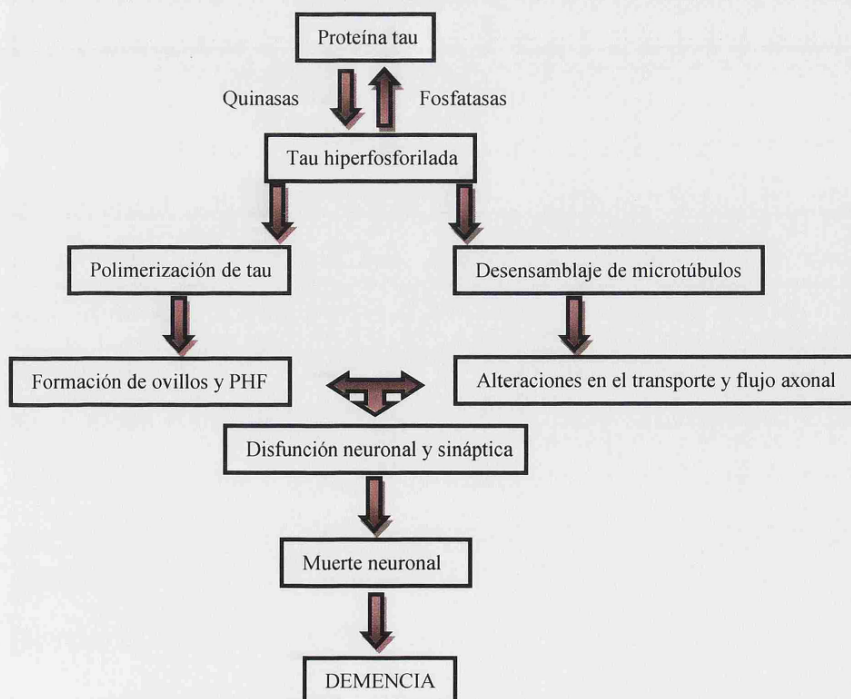 Proteína tau
Quinasas
Fosfatasas
Tau hiperfosforilada
Polimerización de tau
Desensamblaje de microtúbulos
Formación de ovillos y PHF
Alteraciones en el transporte y flujo axonal
Disfunción neuronal y sináptica
Muerte neuronal
DEMENCIA